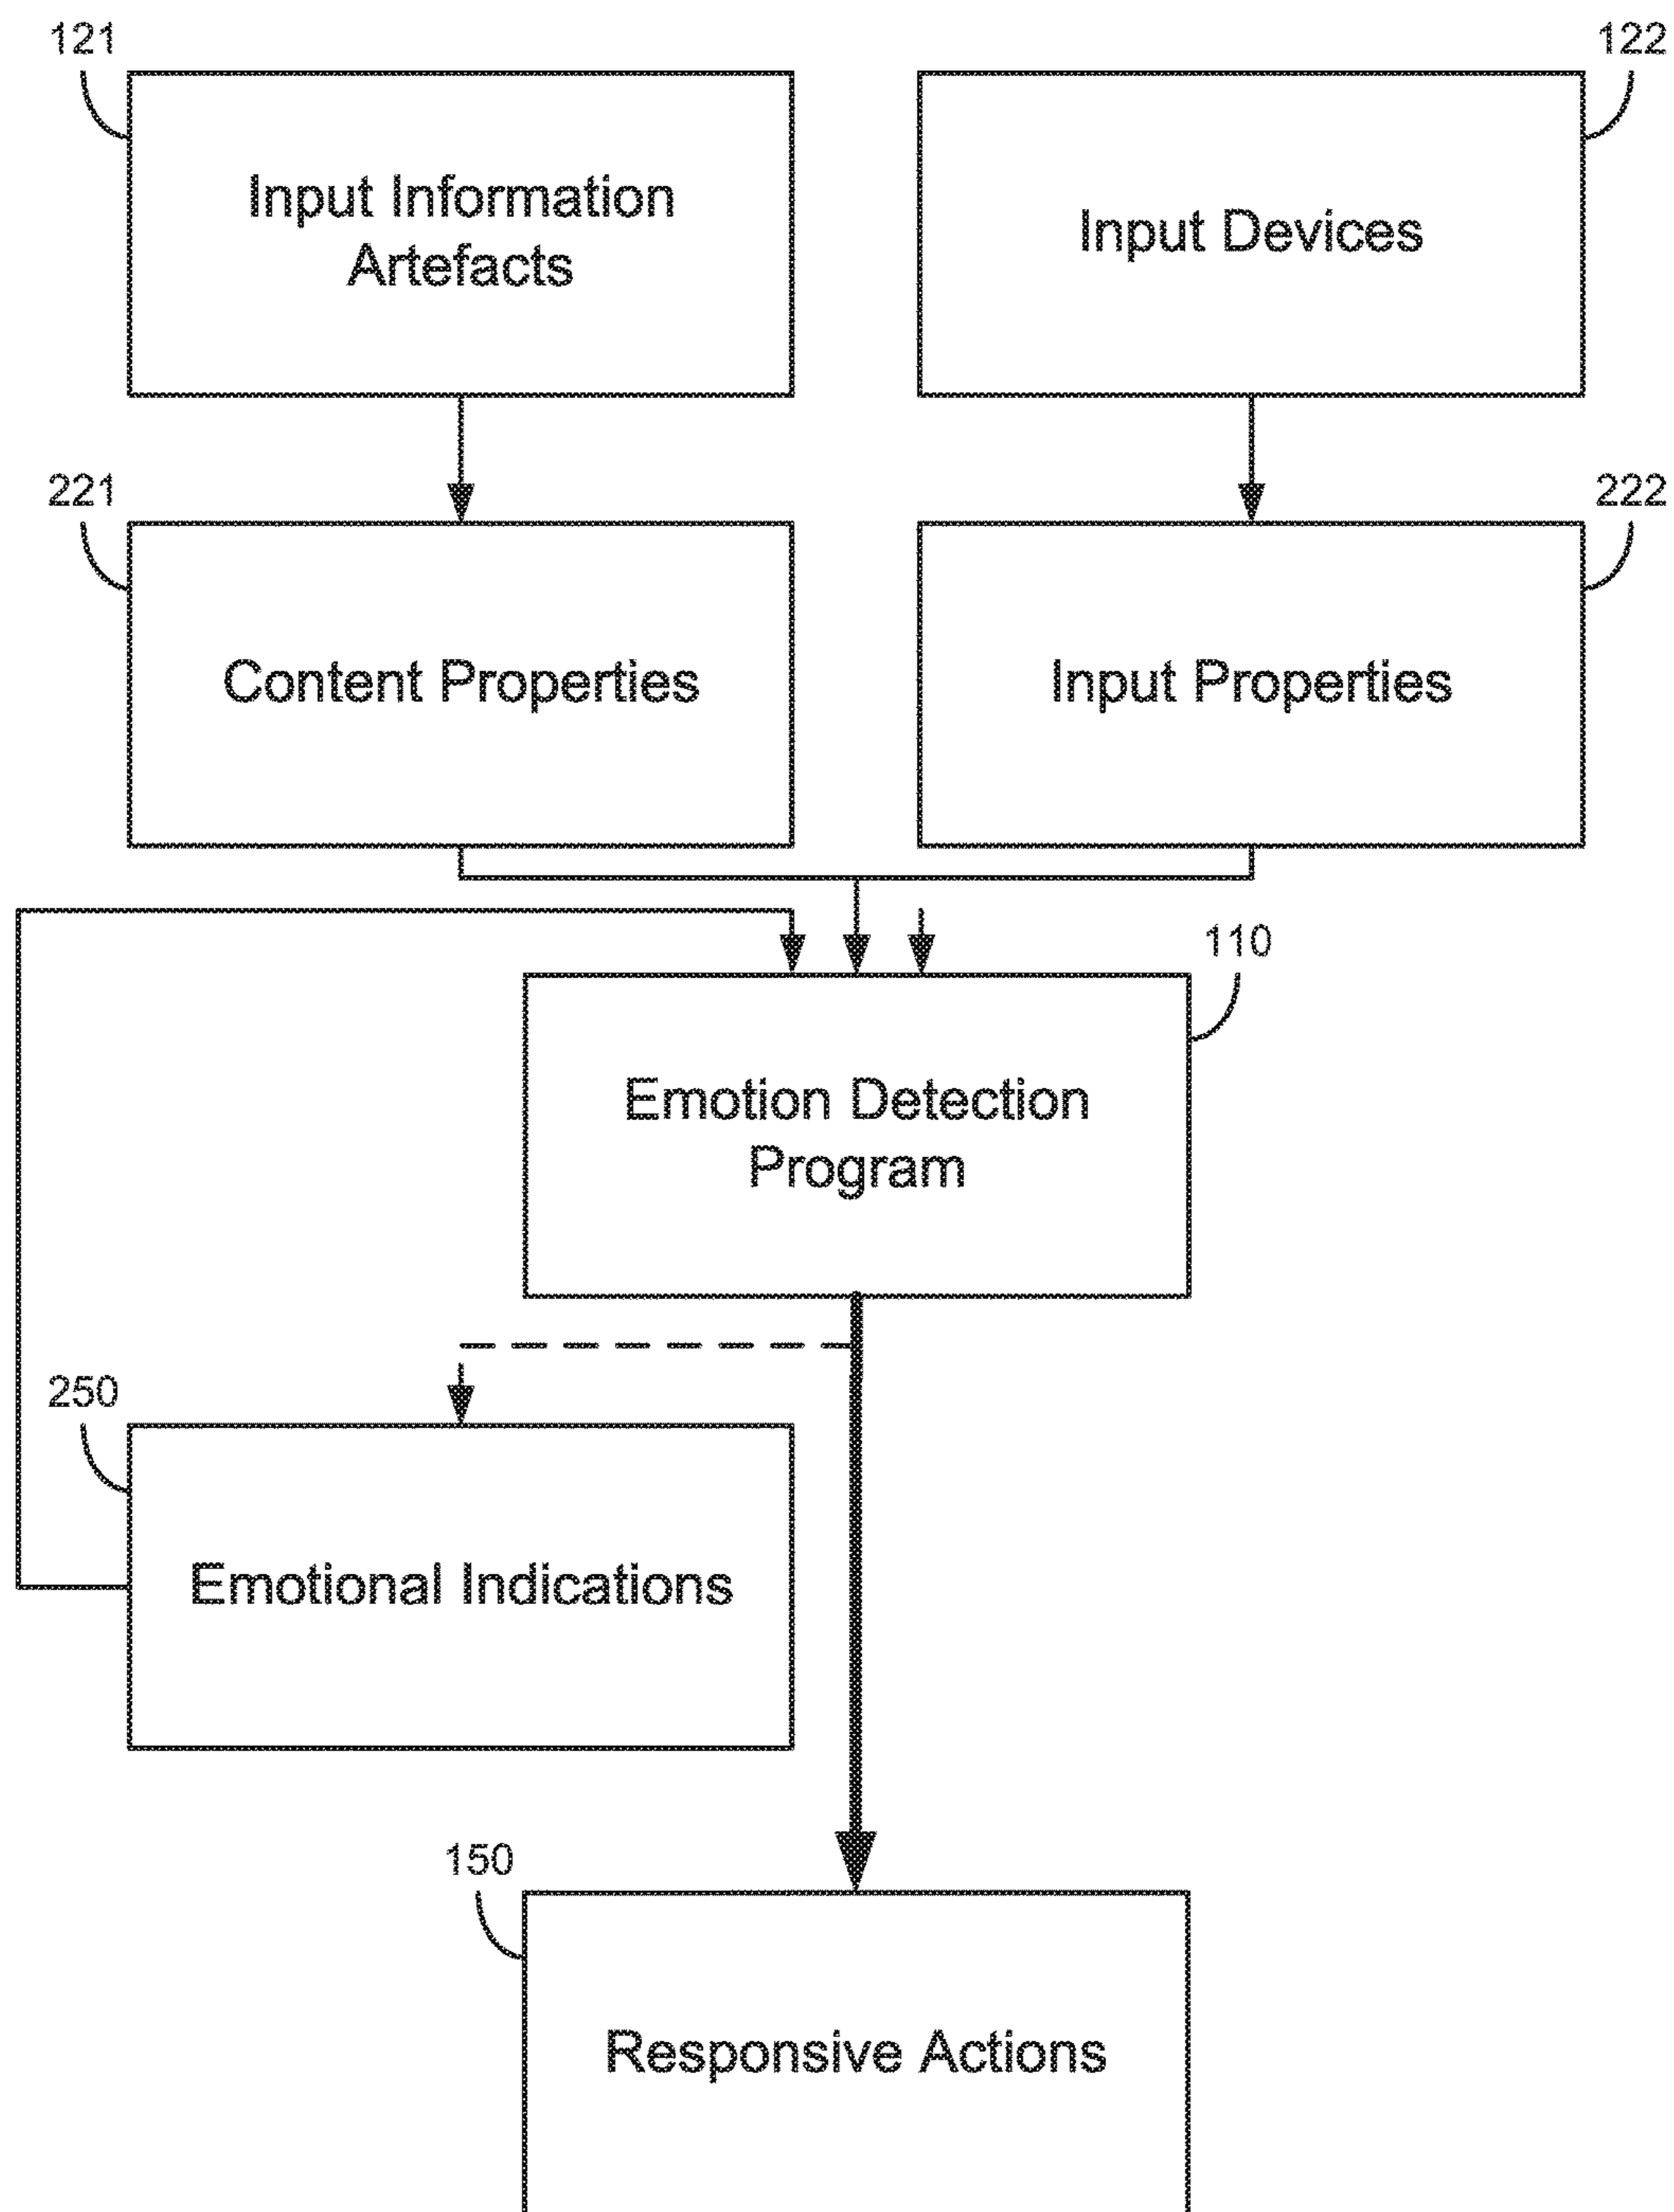 121
122
Input Information
Artefacts
Input Devices
221
222
Content Properties
Input Properties
110
Emotion Detection
Program
250
Emotional Indications
150
Responsive Actions